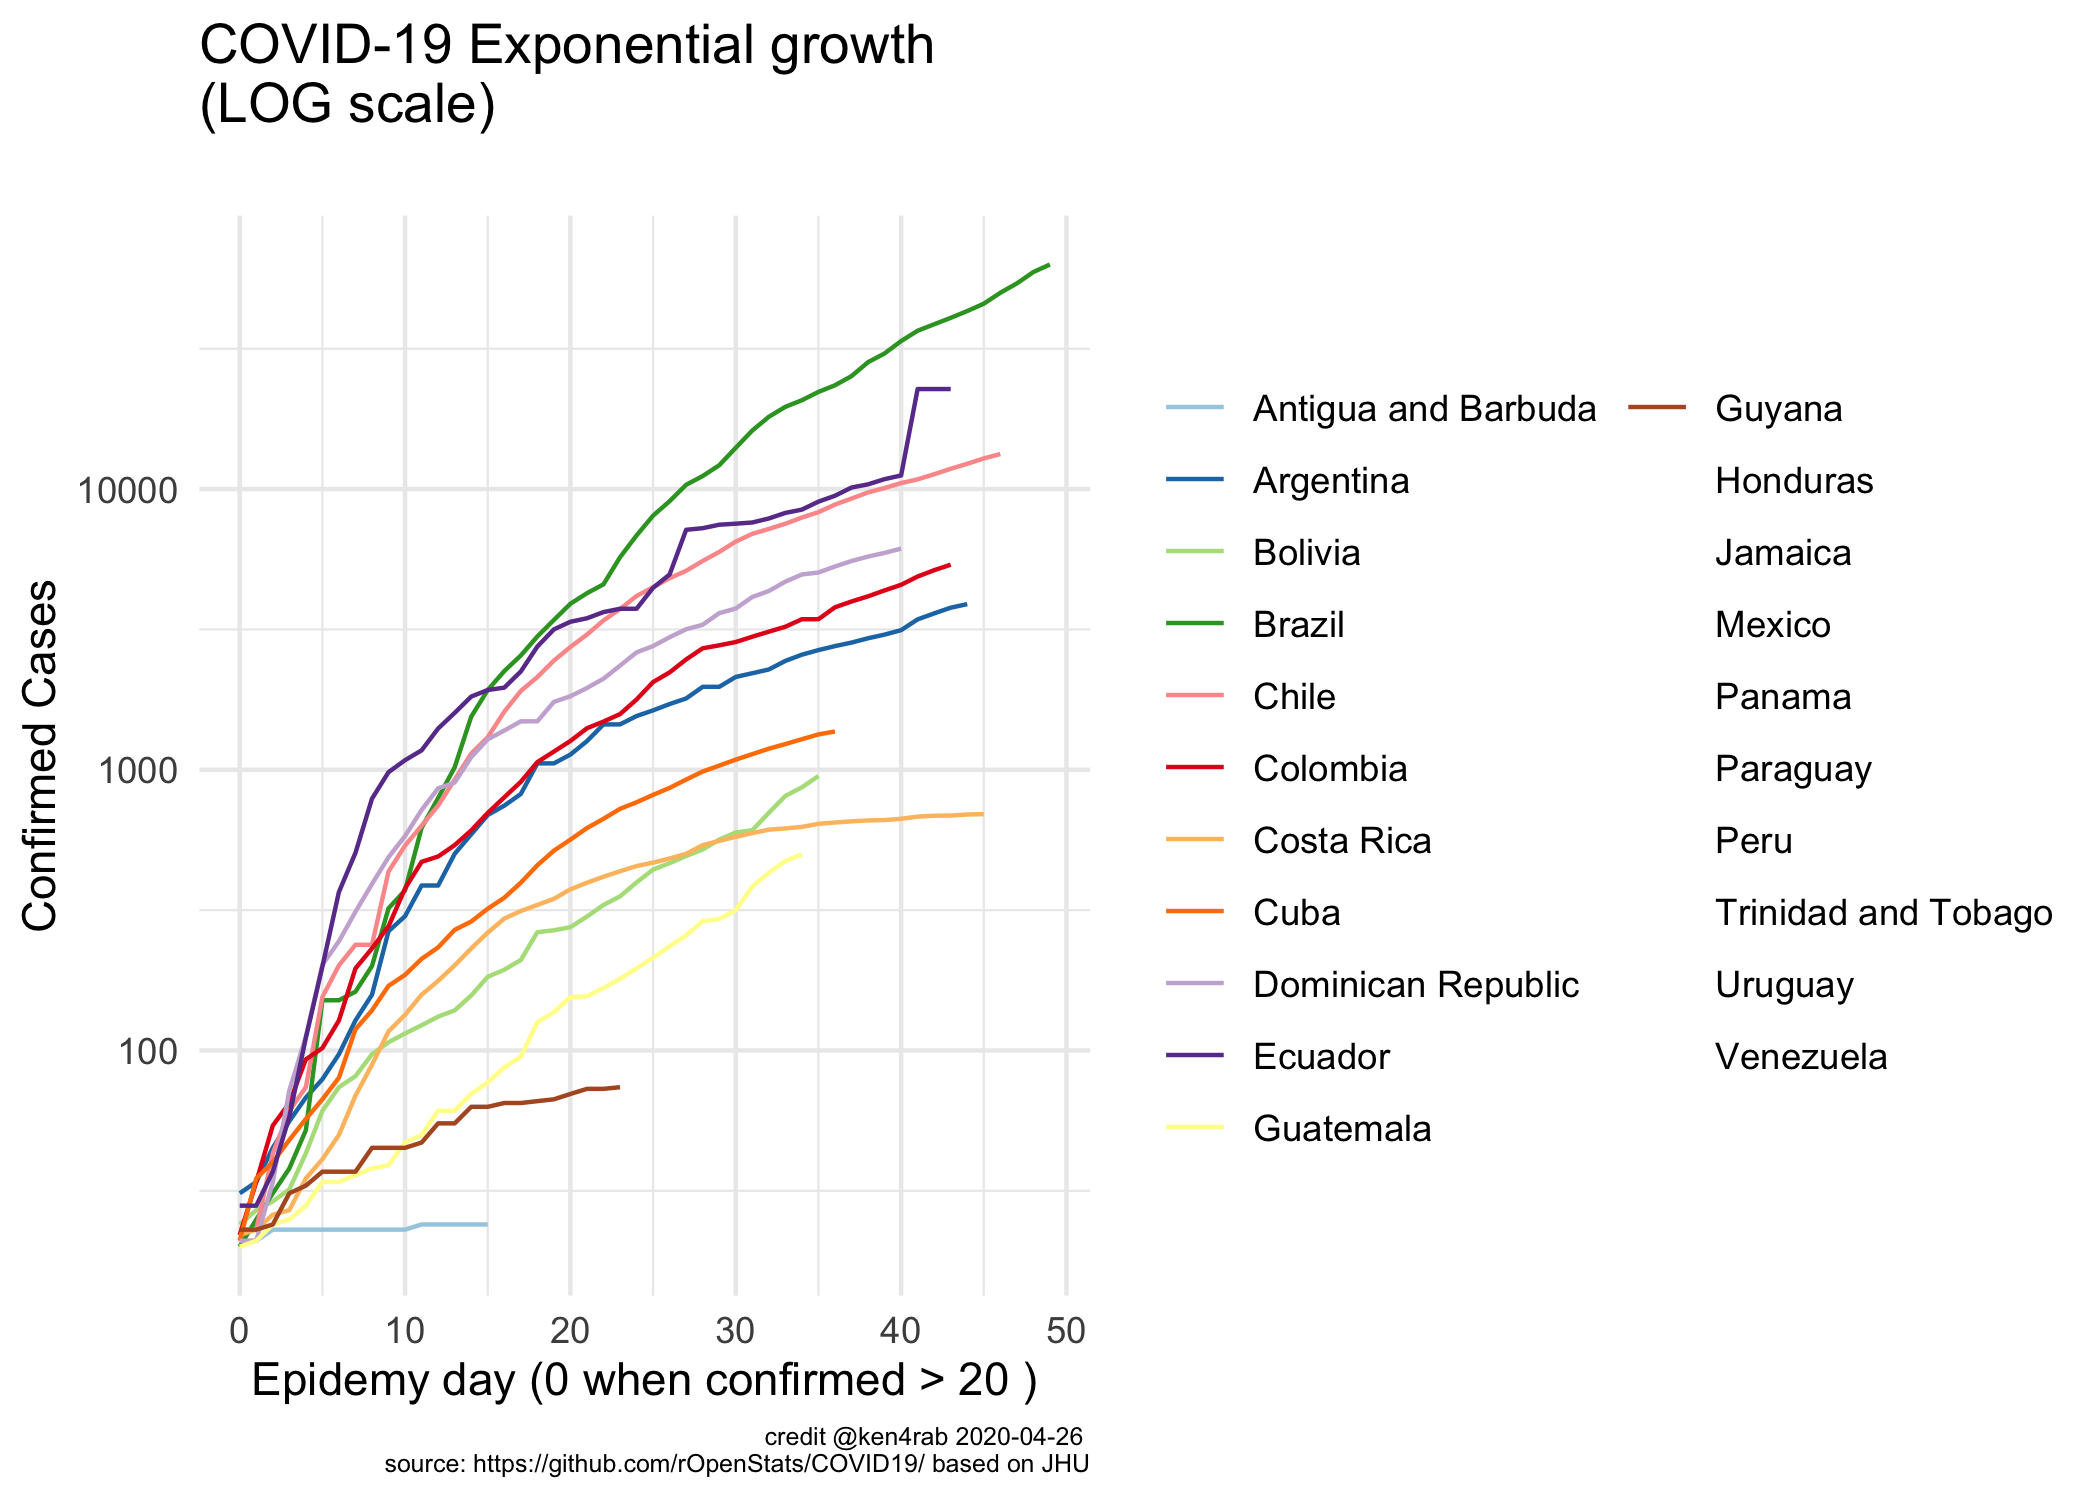 COVID-19 Exponential growth
(LOG scale)
Confirmed Cases
10000
1000
100
0 10 20 30 40 50
Epidemy day (0 when confirmed > 20 )
Antigua and Barbuda
Argentina
Bolivia
Brazil
Chile
Colombia
Costa Rica
Cuba
Dominican Republic
Ecuador
Guatemala
Guyana
Honduras
Jamaica
Mexico
Panama
Paraguay
Peru
Trinidad and Tobago
Uruguay
Venezuela
credit @ken4rab 2020-04-26
source: https://github.com/rOpenStats/COVID19/ based on JHU